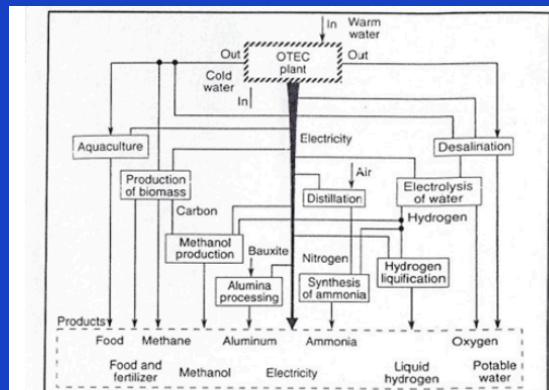 In
Warm
water
Out
OTEC
plant
Out
Cold
water
In
Electricity
Aquaculture
Desalination
Air
Production
of biomass
Distillation
Electrolysis
of water
Carbon
Hydrogen
Methanol
production
Bauxite
Nitrogen
Alumina
processing
Synthesis
of ammonia
Hydrogen
liquification
Products
Food Methane Aluminum Ammonia Oxygen
Food and
fertilizer
Methanol
Electricity
Liquid
hydrogen
Potable
water